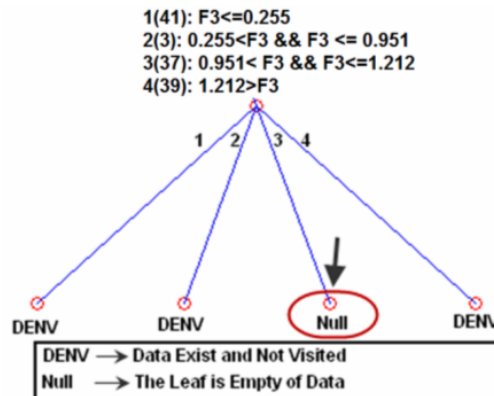 1(41): F3<=0.255
2(3): 0.255<F3 && F3 <= 0.951
3(37): 0.951< F3 && F3<=1.212
4(39): 1.212>F3
1 2 3 4
DENV DENV Null DENV
DENV → Data Exist and Not Visited
Null → The Leaf is Empty of Data